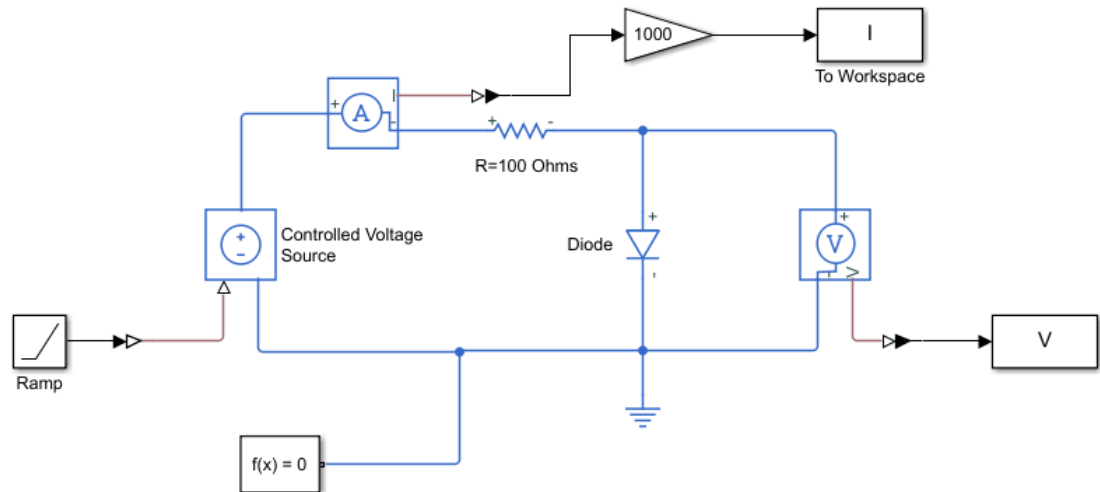 1000
I
To Workspace
+
A
I
-
+
-
R=100 Ohms
+
-
Controlled Voltage
Source
Diode
+
-
+
V
-
V
Ramp
V
f(x) = 0